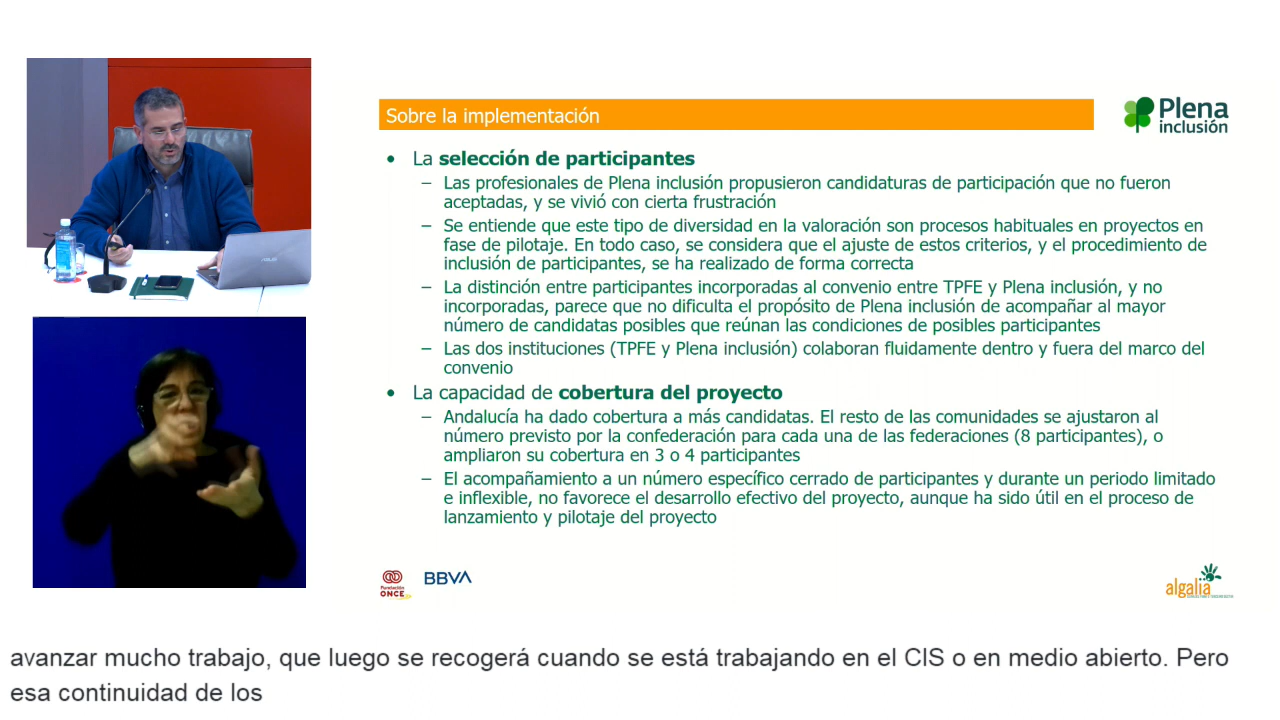 Sobre la implementación
Plena
inclusión
• La selección de participantes
– Las profesionales de Plena inclusión propusieron candidaturas de participación que no fueron
aceptadas, y se vivió con cierta frustración
– Se entiende que este tipo de diversidad en la valoración son procesos habituales en proyectos en
fase de pilotaje. En todo caso, se considera que el ajuste de estos criterios, y el procedimiento de
inclusión de participantes, se ha realizado de forma correcta
– La distinción entre participantes incorporadas al convenio entre TPFE y Plena inclusión, y no
incorporadas, parece que no dificulta el propósito de Plena inclusión de acompañar al mayor
número de candidatas posibles que reúnan las condiciones de posibles participantes
– Las dos instituciones (TPFE y Plena inclusión) colaboran fluidamente dentro y fuera del marco del
convenio
• La capacidad de cobertura del proyecto
– Andalucía ha dado cobertura a más candidatas. El resto de las comunidades se ajustaron al
número previsto por la confederación para cada una de las federaciones (8 participantes), o
ampliaron su cobertura en 3 o 4 participantes
– El acompañamiento a un número específico cerrado de participantes y durante un periodo limitado
e inflexible, no favorece el desarrollo efectivo del proyecto, aunque ha sido útil en el proceso de
lanzamiento y pilotaje del proyecto
Fundación
ONCE
BBVA
algalia
avanzar mucho trabajo, que luego se recogerá cuando se está trabajando en el CIS o en medio abierto. Pero
esa continuidad de los